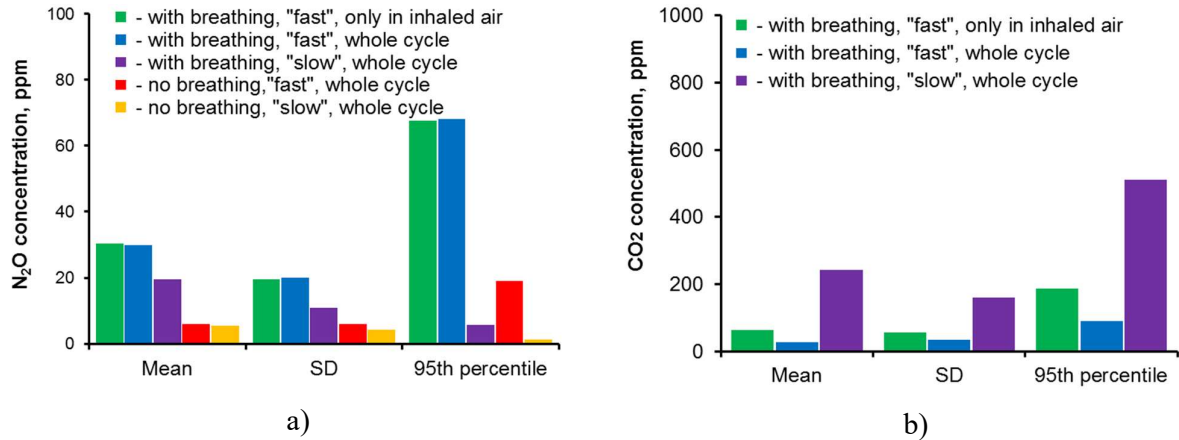 - with breathing, "fast", only in inhaled air
- with breathing, "fast", whole cycle
- with breathing, "slow", whole cycle
- no breathing,"fast", whole cycle
- no breathing, "slow", whole cycle
N₂O concentration, ppm
100
80
60
40
20
0
Mean SD 95th percentile
a)
- with breathing, "fast", only in inhaled air
- with breathing, "fast", whole cycle
- with breathing, "slow", whole cycle
CO2 concentration, ppm
1000
800
600
400
200
0
Mean SD 95th percentile
b)